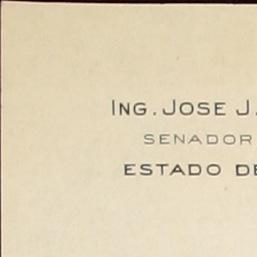 ING. JOSE J.
SENADOR
ESTADO DE